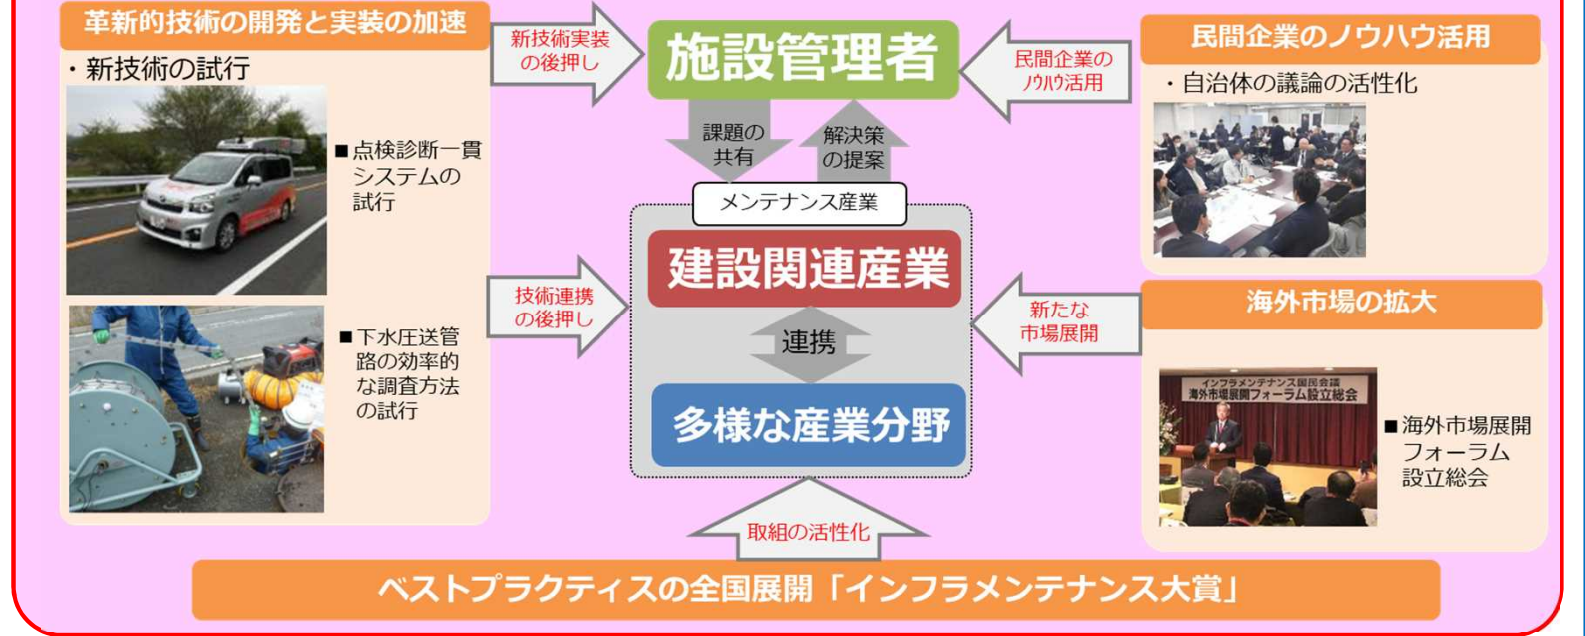 革新的技術の開発と実装の加速
・新技術の試行
■点検診断一貫
システムの
試行
■下水圧送管
路の効率的
な調査方法
の試行
新技術実装
の後押し
技術連携
の後押し
施設管理者
課題の
共有
解決策
の提案
メンテナンス産業
建設関連産業
連携
多様な産業分野
取組の活性化
民間企業の
ﾉｳﾊｳ活用
新たな
市場展開
民間企業のノウハウ活用
・自治体の議論の活性化
海外市場の拡大
インフラメンテナンス国民会議
海外市場展開フォーラム設立総会
■海外市場展開
フォーラム
設立総会
ベストプラクティスの全国展開「インフラメンテナンス大賞」